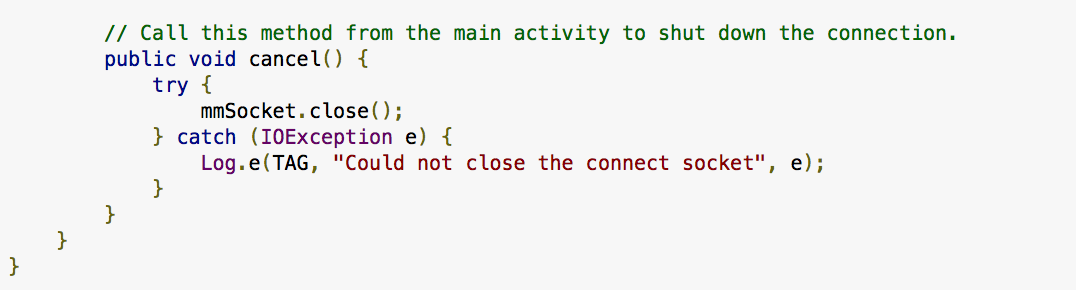 // Call this method from the main activity to shut down the connection.
public void cancel() {
try {
mmSocket.close();
} catch (IOException e) {
Log.e(TAG, "Could not close the connect socket", e);
}
}
}
}